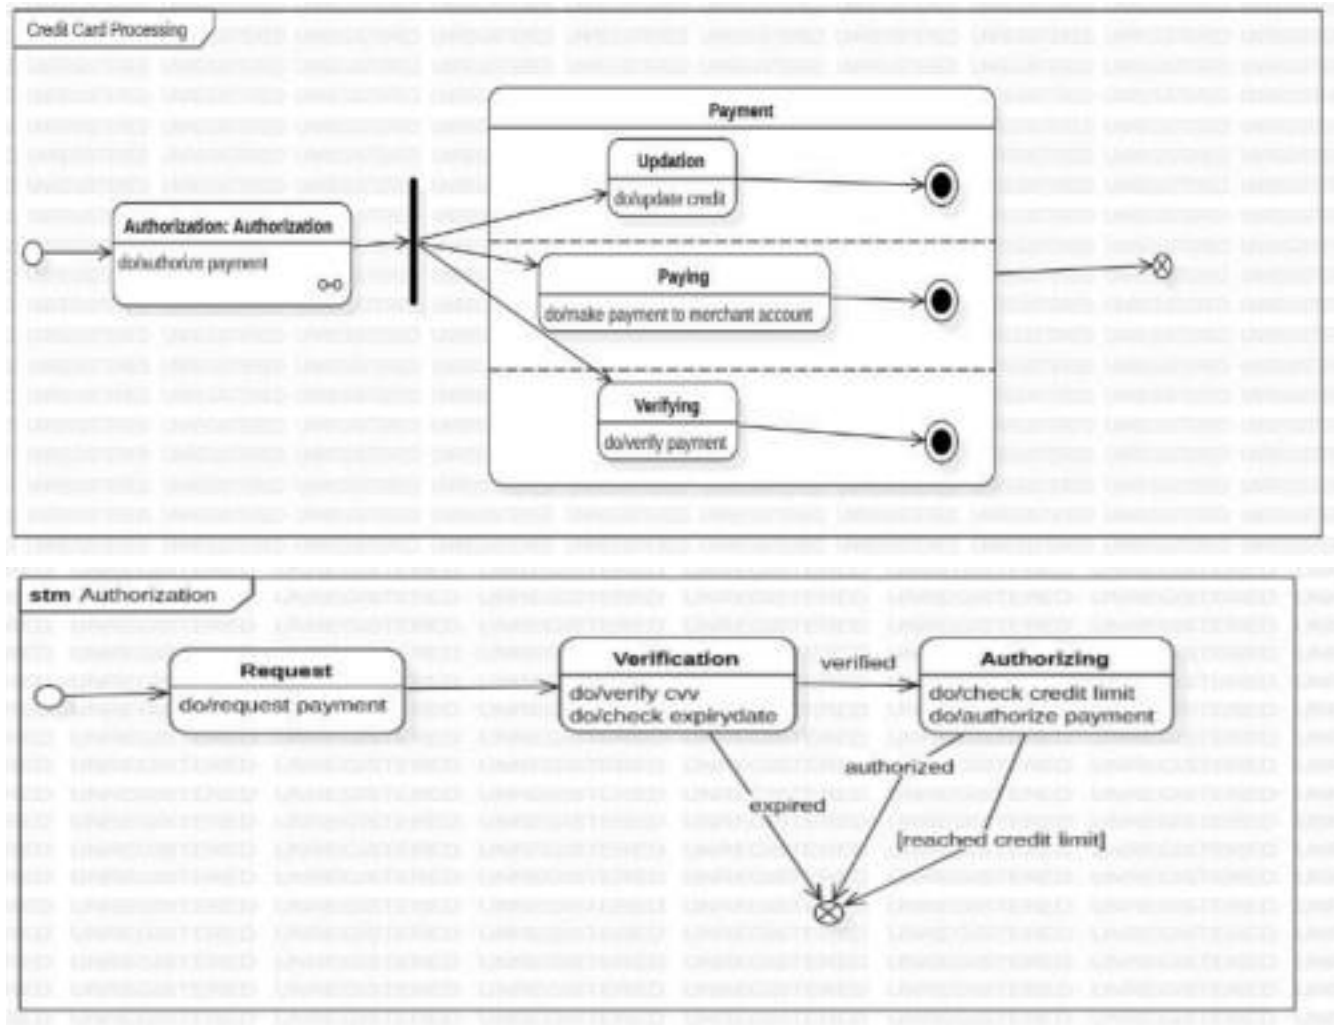 Credit Card Processing
Payment
Updation
do/update credit
Authorization: Authorization
do/authorize payment
Paying
do/make payment to merchant account
Verifying
do/verify payment
stm Authorization
Request
do/request payment
Verification
do/verify cvv
do/check expirydate
verified
Authorizing
do/check credit limit
do/authorize payment
authorized
expired
[reached credit limit]